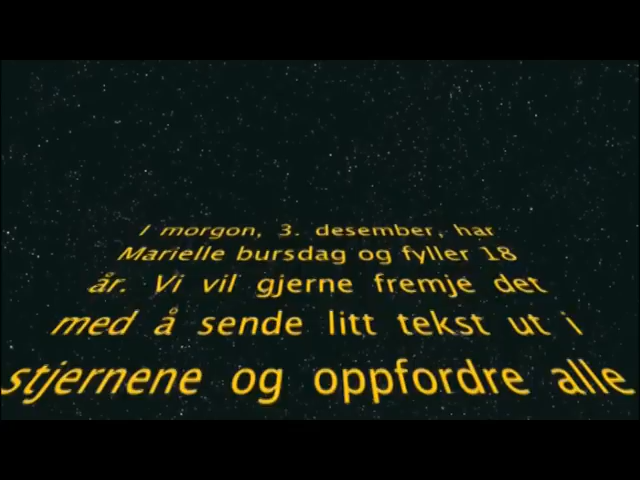 I morgon, 3. desember, har
Marielle bursdag og fyller 18
år. Vi vil gjerne fremje det
med å sende litt tekst ut i
stjernene og oppfordre alle